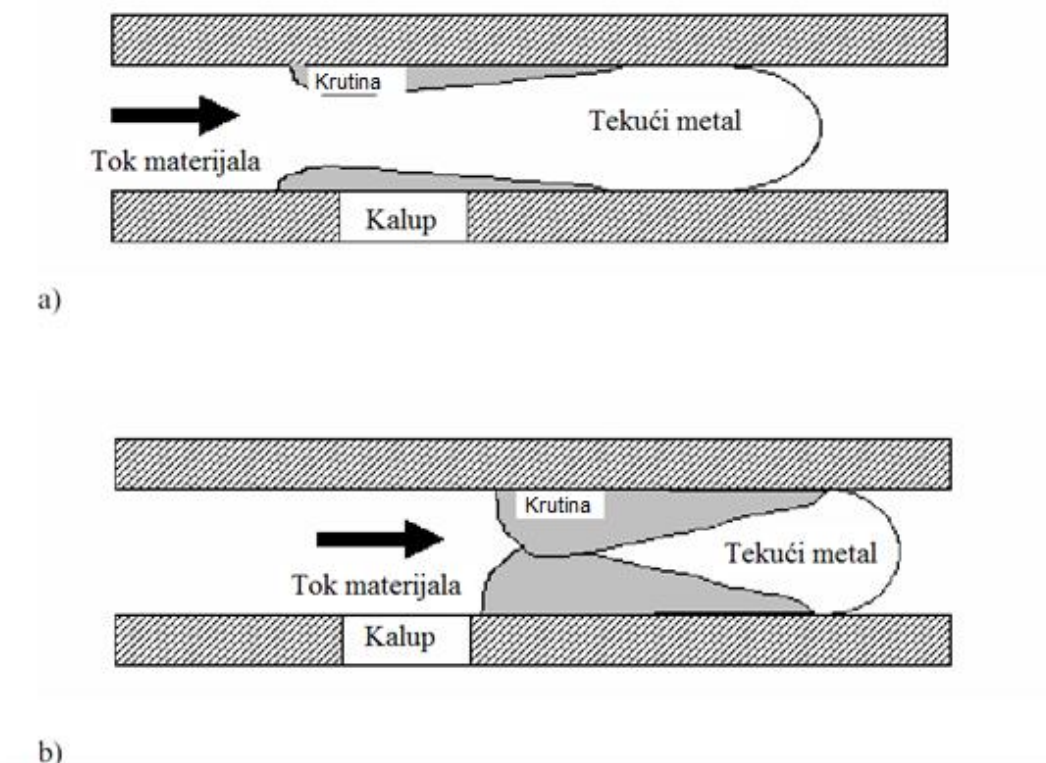 Krutina
Tekući metal
Tok materijala
Kalup
a)
Krutina
Tekući metal
Tok materijala
Kalup
b)